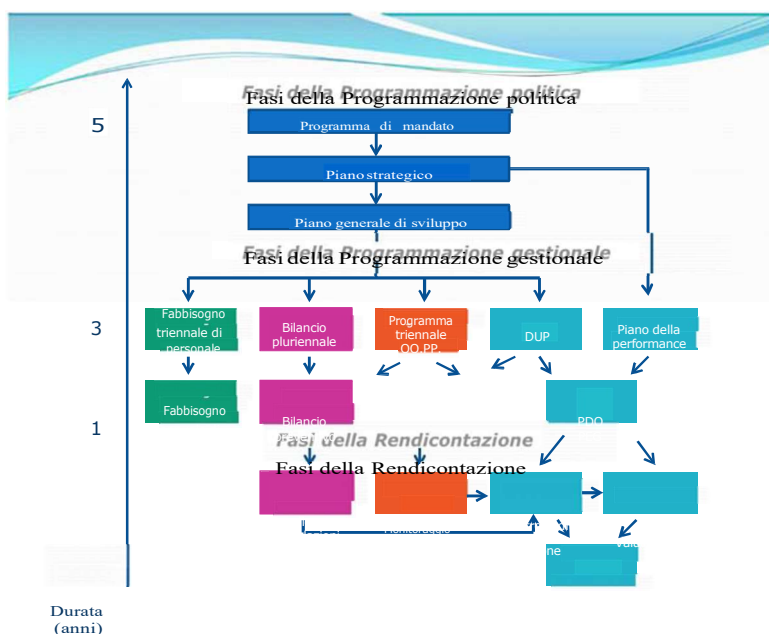 Fasi della Programmazione politica
Fasi della Programmazione politica
5
Programma di mandato
Piano strategico
Piano generale di sviluppo
Fasi della Programmazione gestionale
Fasi della Programmazione gestionale
3
Fabbisogno
triennale di
personale
Bilancio
pluriennale
Programma
triennale
OO.PP.
DUP
Piano della
performance
Fabbisogno
1
Bilancio
PDO
Fasi della Rendicontazione
Fasi della Rendicontazione
Monitoraggio
Durata
(anni)